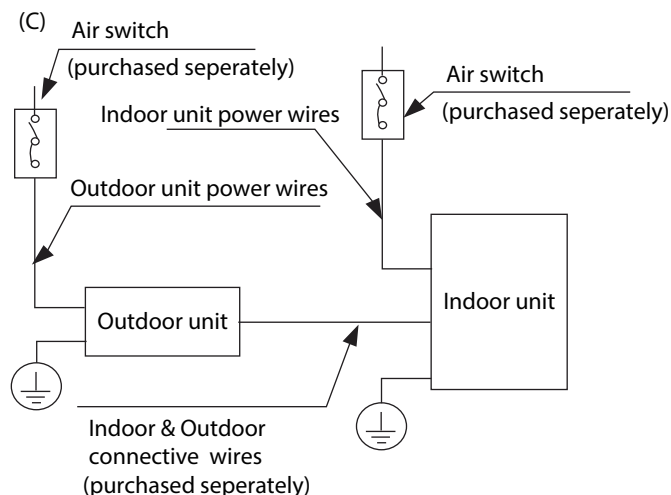 (C)
Air switch
(purchased seperately)
Air switch
(purchased seperately)
Indoor unit power wires
Outdoor unit power wires
Outdoor unit
Indoor unit
Indoor & Outdoor
connective wires
(purchased seperately)